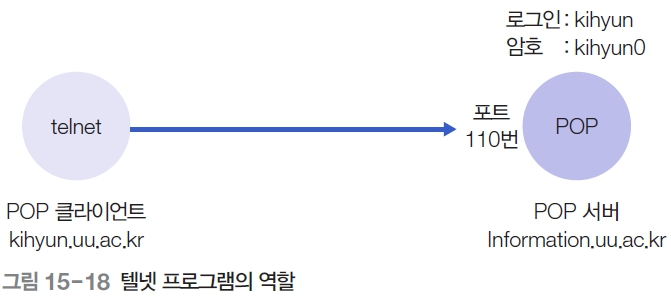 로그인 : kihyun
암호 : kihyun0
telnet
포트
110번
POP
POP 클라이언트
kihyun.uu.ac.kr
POP 서버
Information.uu.ac.kr
그림 15-18 텔넷 프로그램의 역할